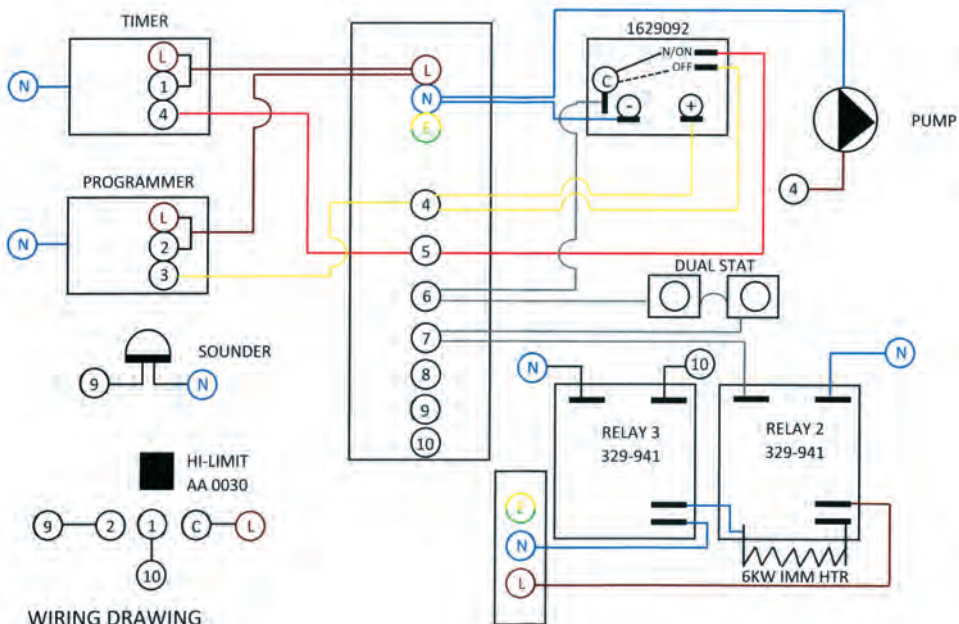 TIMER
L
N
1
4
PROGRAMMER
L
N
2
3
L
N
E
4
5
6
7
8
9
10
1629092
N/ON
OFF
C
-
+
PUMP
4
DUAL STAT
SOUNDER
9
N
HI-LIMIT
AA 0030
9
2
1
C
L
10
N
10
N
RELAY 3
329-941
RELAY 2
329-941
E
N
L
6KW IMM HTR
WIRING DRAWING